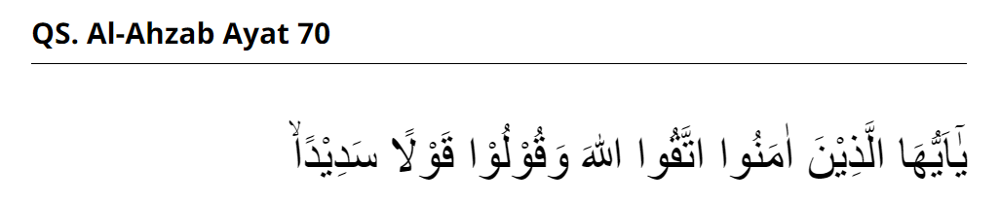 QS. Al-Ahzab Ayat 70
يٰٓاَيُّهَا الَّذِيْنَ اٰمَنُوا اتَّقُوا اللّٰهَ وَقُوْلُوْا قَوْلًا سَدِيْدًاۙ